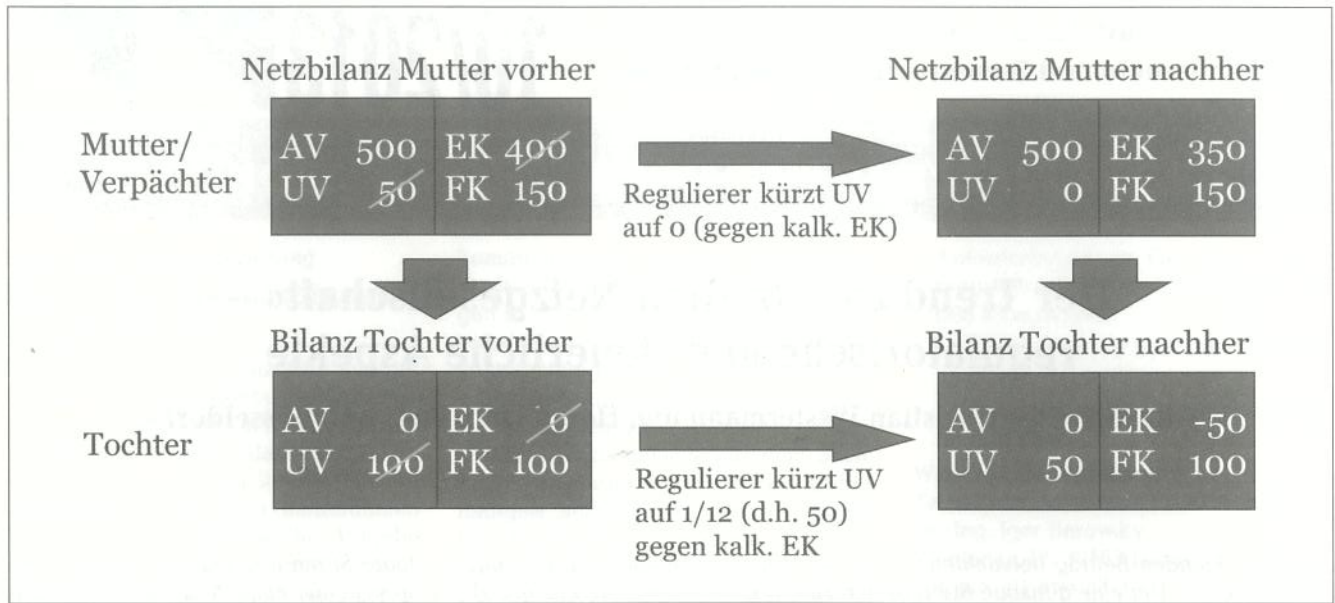 Netzbilanz Mutter vorher
Netzbilanz Mutter nachher
Mutter/
Verpächter
AV 500 EK 400
UV 50 FK 150
Regulierer kürzt UV
auf 0 (gegen kalk. EK)
AV 500 EK 350
UV 0 FK 150
Bilanz Tochter vorher
Bilanz Tochter nachher
Tochter
AV 0 EK 0
UV 100 FK 100
Regulierer kürzt UV
auf 1/12 (d.h. 50)
gegen kalk. EK
AV 0 EK -50
UV 50 FK 100